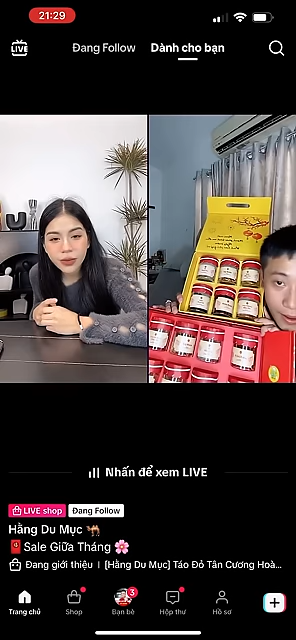 21:29
LIVE
Đang Follow
Dành cho bạn
Nhấn để xem LIVE
LIVE shop
Đang Follow
Hằng Du Mục 🐪
🧧Sale Giữa Tháng 🌸
Đang giới thiệu | [Hằng Du Mục] Táo Đỏ Tân Cương Hoà...
3
Trang chủ
Shop
Bạn bè
Hộp thư
Hồ sơ